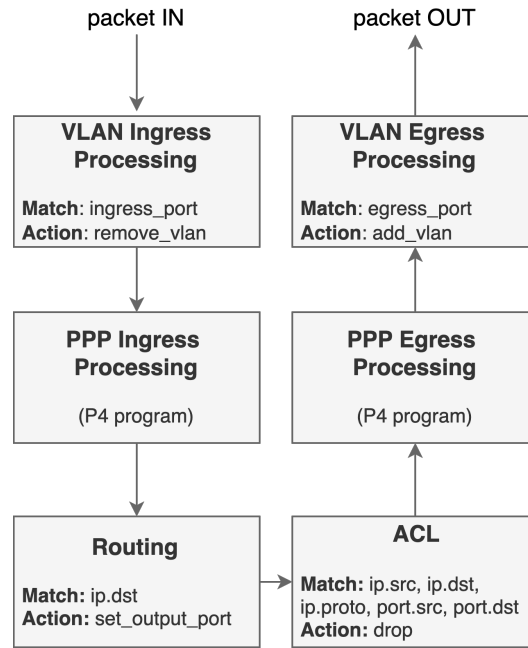 packet IN
packet OUT
VLAN Ingress
Processing
Match: ingress_port
Action: remove_vlan
VLAN Egress
Processing
Match: egress_port
Action: add_vlan
PPP Ingress
Processing
(P4 program)
PPP Egress
Processing
(P4 program)
Routing
Match: ip.dst
Action: set_output_port
ACL
Match: ip.src, ip.dst,
ip.proto, port.src, port.dst
Action: drop